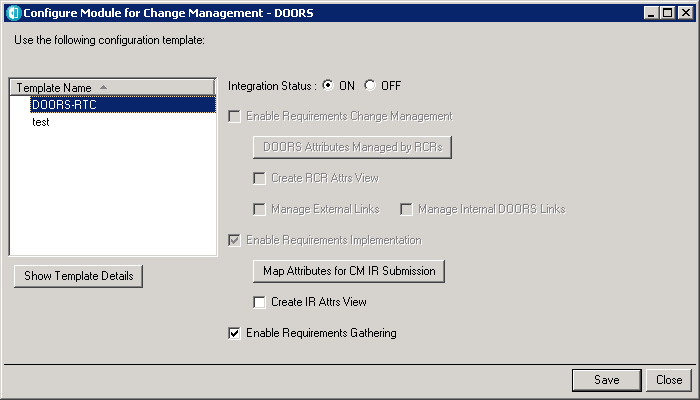 Configure Module for Change Management - DOORS
Use the following configuration template:
Template Name
DOORS-RTC
test
Show Template Details
Integration Status : ON OFF
Enable Requirements Change Management
DOORS Attributes Managed by RCRs
Create RCR Attrs View
Manage External Links Manage Internal DOORS Links
Enable Requirements Implementation
Map Attributes for CM IR Submission
Create IR Attrs View
Enable Requirements Gathering
Save Close